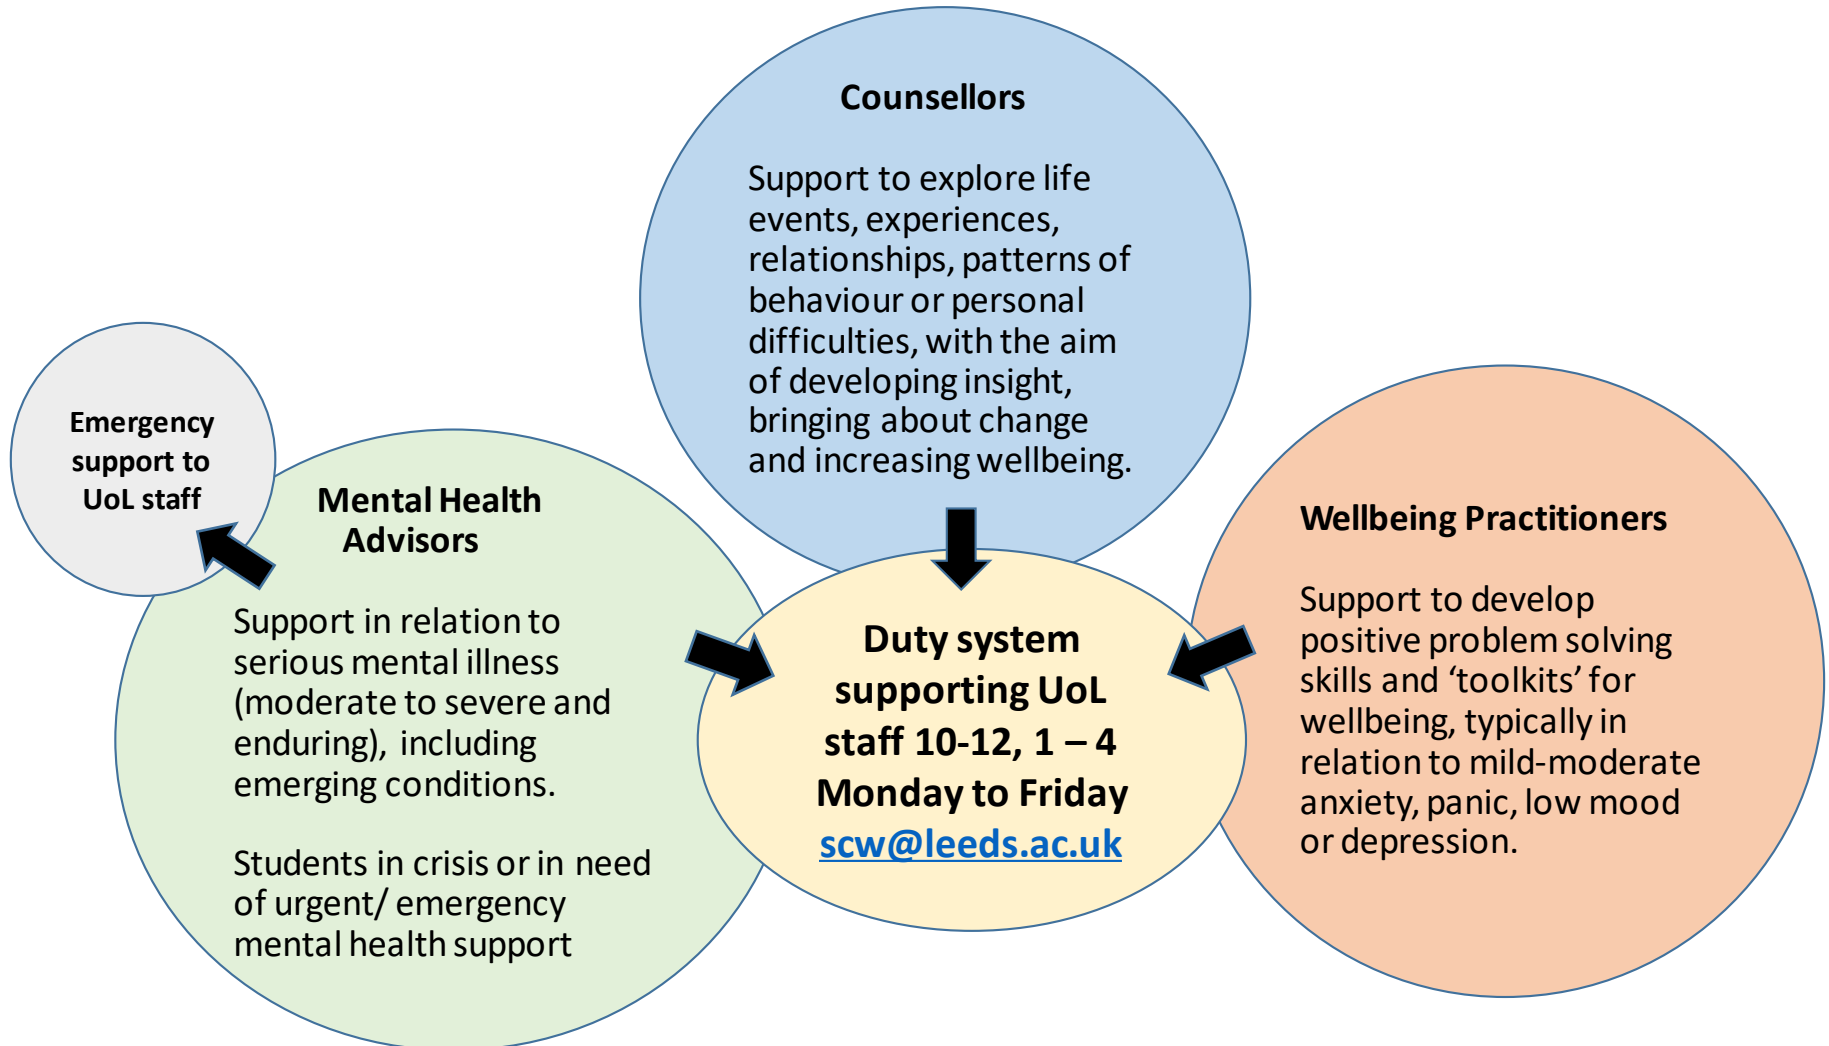 Counsellors
Support to explore life
events, experiences,
relationships, patterns of
behaviour or personal
difficulties, with the aim
of developing insight,
bringing about change
and increasing wellbeing.
Emergency
support to
UoL staff
Mental Health
Advisors
Support in relation to
serious mental illness
(moderate to severe and
enduring), including
emerging conditions.
Students in crisis or in need
of urgent/ emergency
mental health support
Duty system
supporting UoL
staff 10-12, 1 – 4
Monday to Friday
scw@leeds.ac.uk
Wellbeing Practitioners
Support to develop
positive problem solving
skills and ‘toolkits’ for
wellbeing, typically in
relation to mild-moderate
anxiety, panic, low mood
or depression.